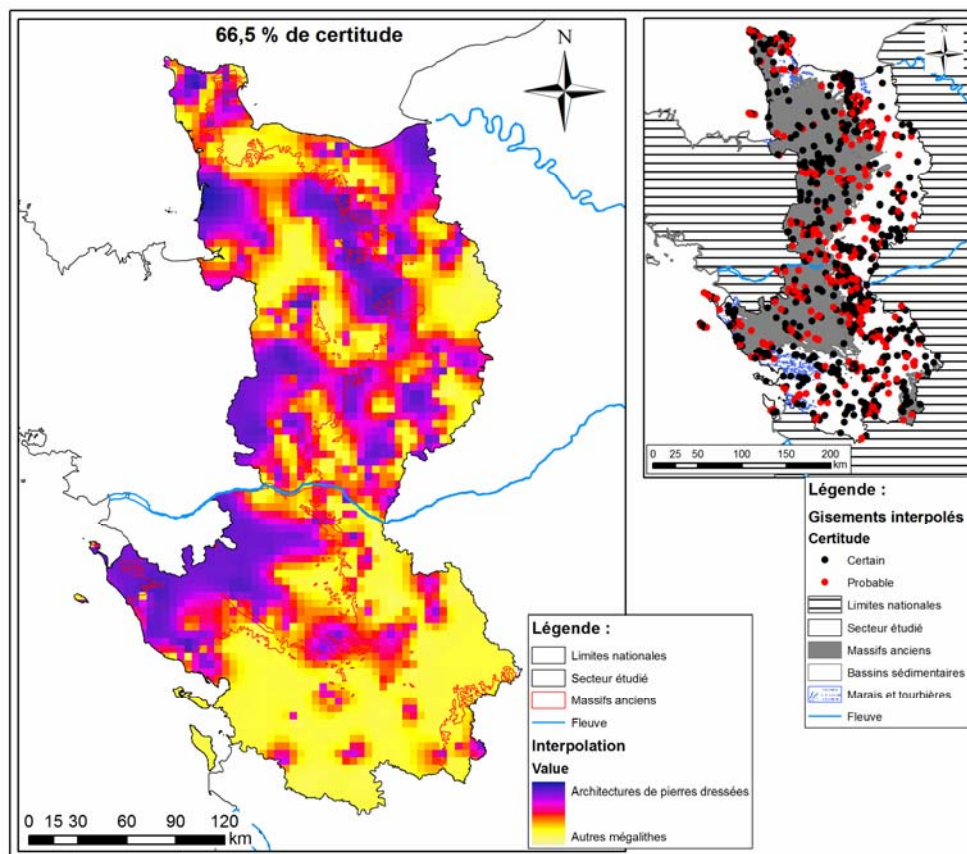 66,5 % de certitude
N
0 15 30 60 90 120
km
Légende :
Limites nationales
Secteur étudié
Massifs anciens
Fleuve
Interpolation
Value
Architectures de pierres dressées
Autres mégalithes
N
0 25 50 100 150 200
km
Légende :
Gisements interpolés
Certitude
Certain
Probable
Limites nationales
Secteur étudié
Massifs anciens
Bassins sédimentaires
Marais et tourbières
Fleuve